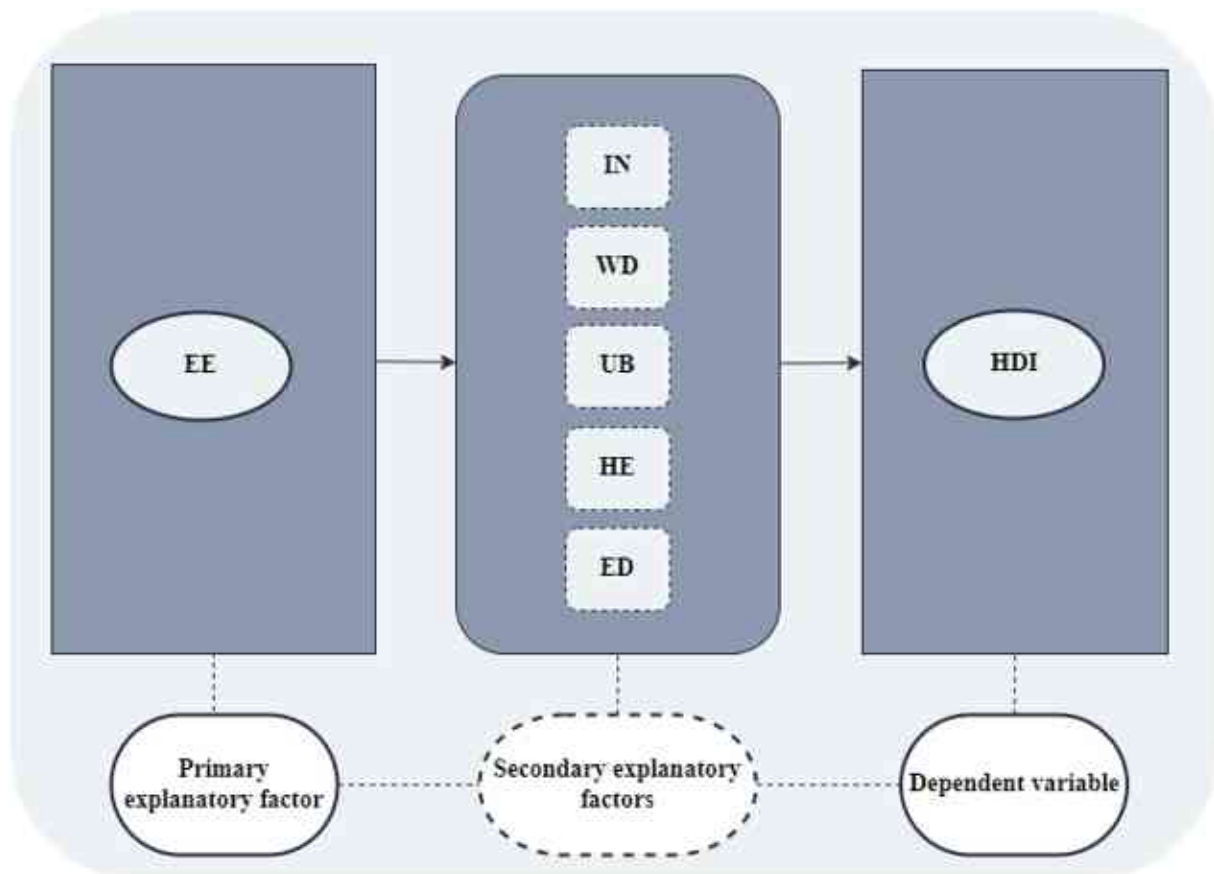 EE
IN
WD
UB
HE
ED
HDI
Primary
explanatory factor
Secondary explanatory
factors
Dependent variable